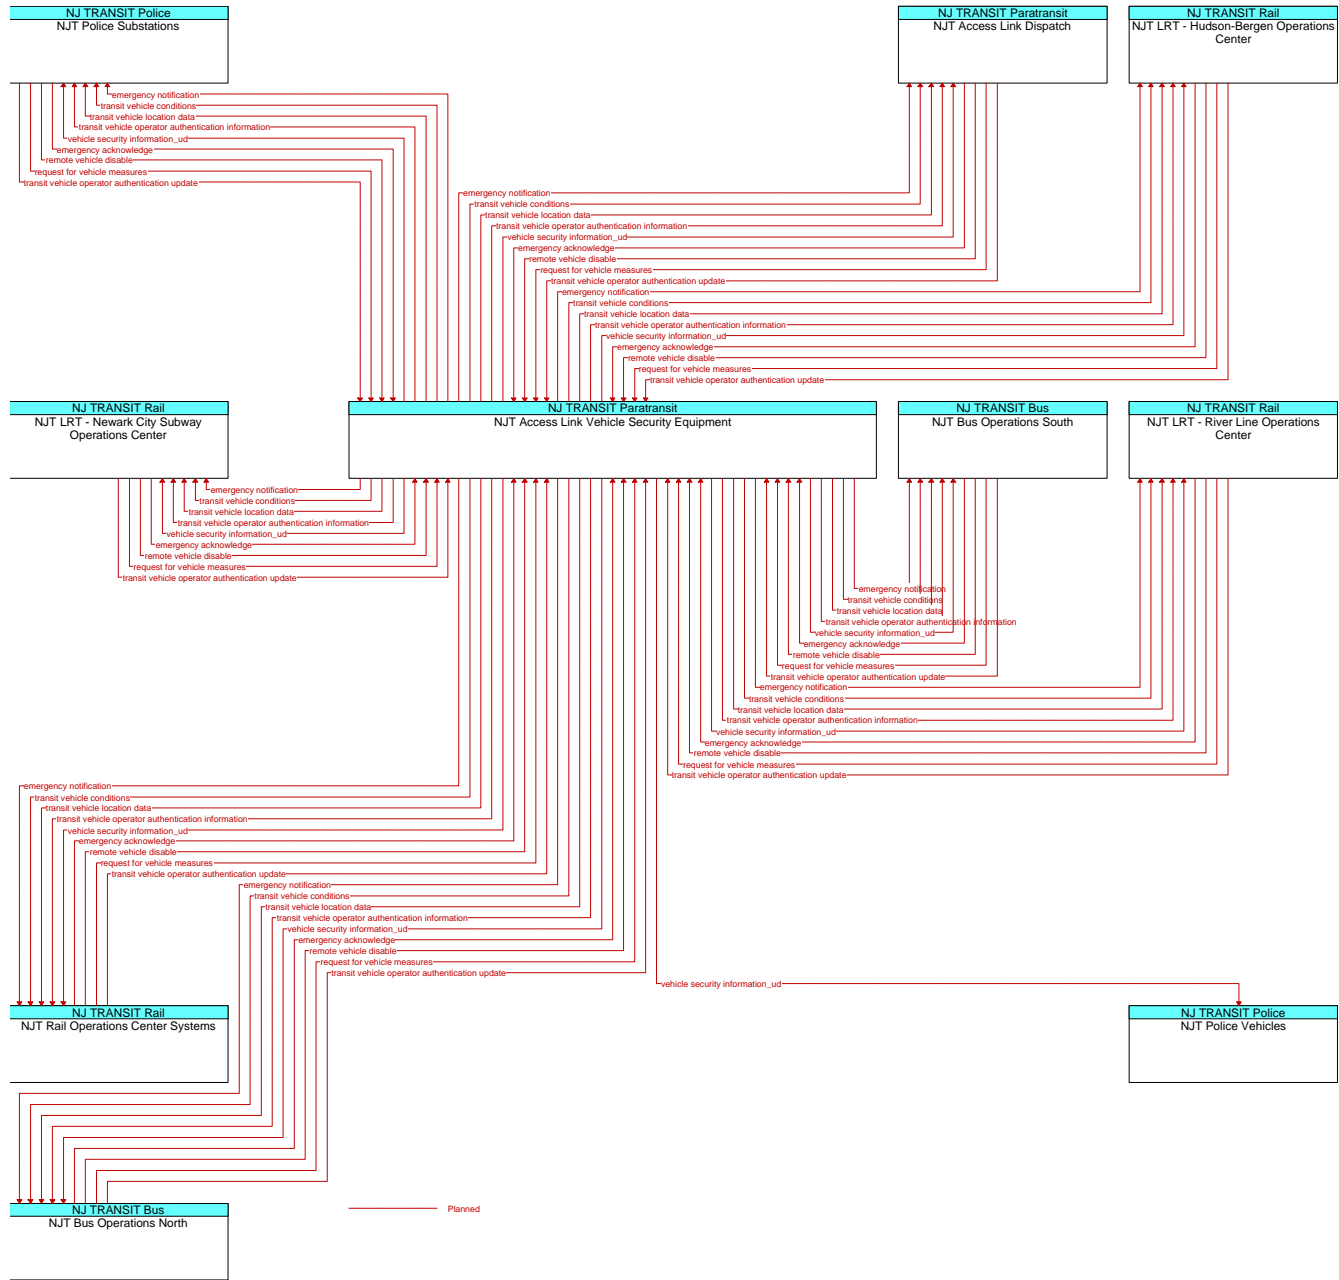 NJ TRANSIT Police
NJT Police Substations
NJ TRANSIT Paratransit
NJT Access Link Dispatch
NJ TRANSIT Rail
NJT LRT - Hudson-Bergen Operations
Center
emergency notification
transit vehicle conditions
transit vehicle location data
transit vehicle operator authentication information
vehicle security information_ud
emergency acknowledge
remote vehicle disable
request for vehicle measures
transit vehicle operator authentication update
emergency notification
transit vehicle conditions
transit vehicle location data
transit vehicle operator authentication information
vehicle security information_ud
emergency acknowledge
remote vehicle disable
request for vehicle measures
transit vehicle operator authentication update
emergency notification
transit vehicle conditions
transit vehicle location data
transit vehicle operator authentication information
vehicle security information_ud
emergency acknowledge
remote vehicle disable
request for vehicle measures
transit vehicle operator authentication update
NJ TRANSIT Rail
NJT LRT - Newark City Subway
Operations Center
NJ TRANSIT Paratransit
NJT Access Link Vehicle Security Equipment
NJ TRANSIT Bus
NJT Bus Operations South
NJ TRANSIT Rail
NJT LRT - River Line Operations
Center
emergency notification
transit vehicle conditions
transit vehicle location data
transit vehicle operator authentication information
vehicle security information_ud
emergency acknowledge
remote vehicle disable
request for vehicle measures
transit vehicle operator authentication update
emergency notification
transit vehicle conditions
transit vehicle location data
transit vehicle operator authentication information
vehicle security information_ud
emergency acknowledge
remote vehicle disable
request for vehicle measures
transit vehicle operator authentication update
emergency notification
transit vehicle conditions
transit vehicle location data
transit vehicle operator authentication information
vehicle security information_ud
emergency acknowledge
remote vehicle disable
request for vehicle measures
transit vehicle operator authentication update
emergency notification
transit vehicle conditions
transit vehicle location data
transit vehicle operator authentication information
vehicle security information_ud
emergency acknowledge
remote vehicle disable
request for vehicle measures
transit vehicle operator authentication update
emergency notification
transit vehicle conditions
transit vehicle location data
transit vehicle operator authentication information
vehicle security information_ud
emergency acknowledge
remote vehicle disable
request for vehicle measures
transit vehicle operator authentication update
vehicle security information_ud
NJ TRANSIT Rail
NJT Rail Operations Center Systems
NJ TRANSIT Police
NJT Police Vehicles
NJ TRANSIT Bus
NJT Bus Operations North
Planned